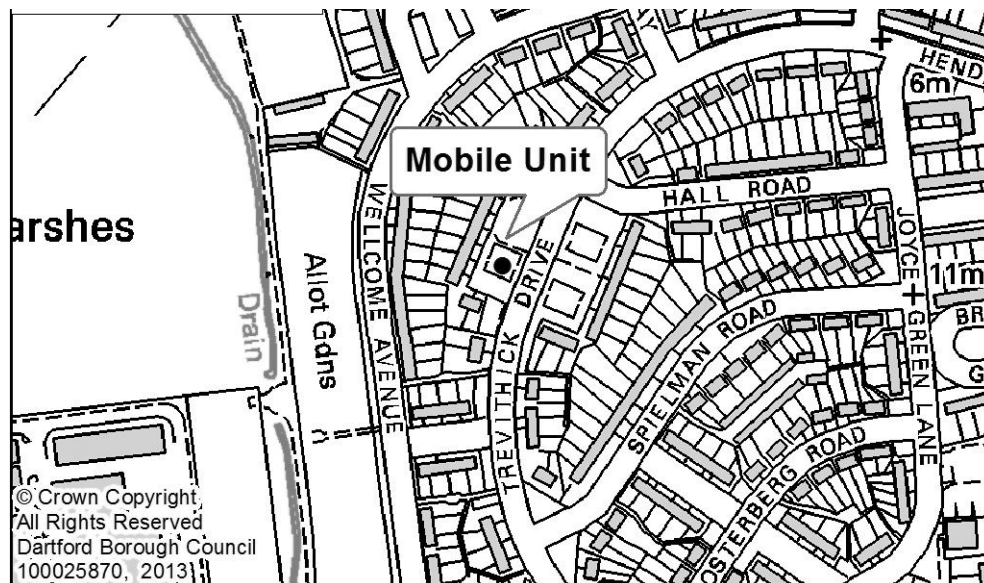 HEND
6m
Mobile Unit
HALL ROAD
WELLCOME AVENUE
arshes
JOYCE GREEN LANE
Allot Gdns
Drain
TREVITHICK DRIVE
11m
BR
G
SPIELMAN ROAD
OSTERBERG ROAD
© Crown Copyright
All Rights Reserved
Dartford Borough Council
100025870, 2013